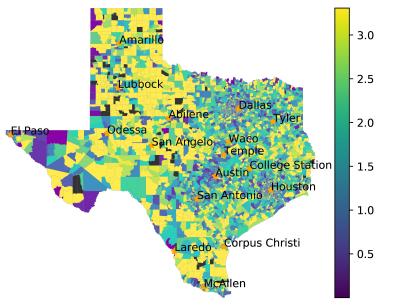 Amarillo
Lubbock
Abilene
Dallas
Tyler
El Paso
Odessa
San Angelo
Waco
Temple
College Station
Austin
Houston
San Antonio
Corpus Christi
Laredo
McAllen
3.0
2.5
2.0
1.5
1.0
0.5